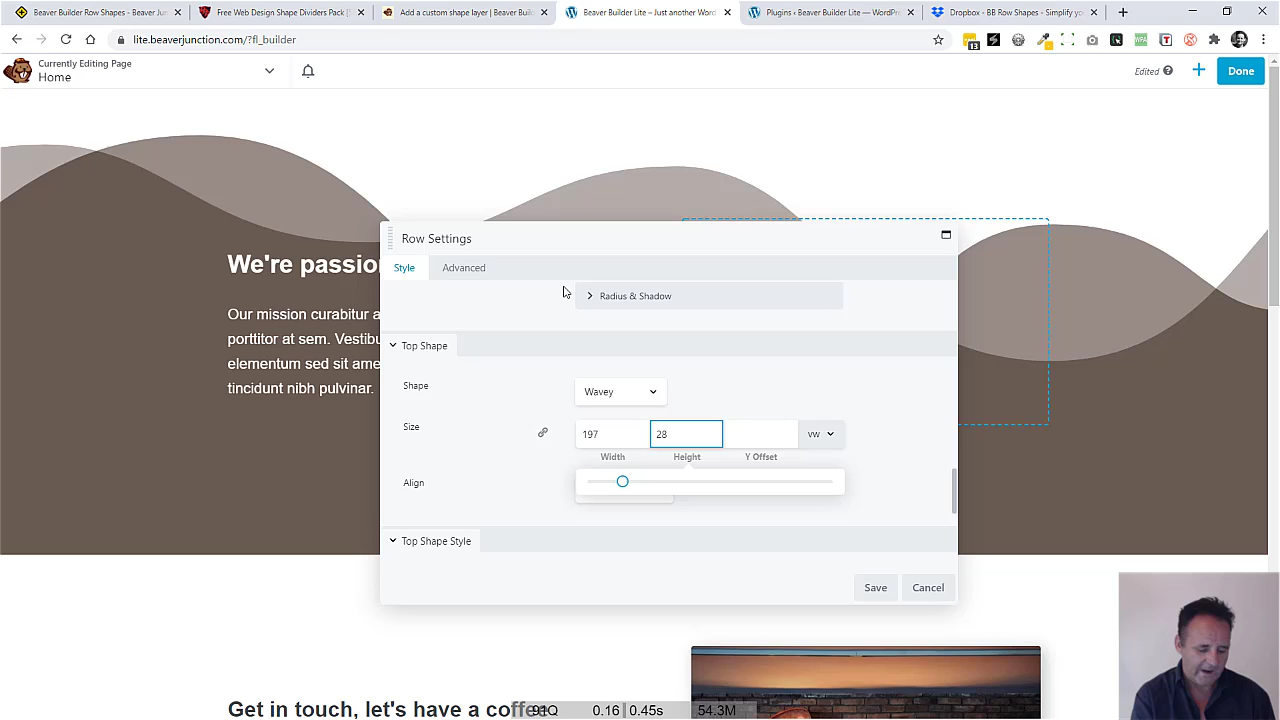 Beaver Builder Row Shapes - Beaver Jun
Free Web Design Shape Dividers Pack [S
Add a custom shape layer | Beaver Buil
Beaver Builder Lite – Just another Wor
Plugins ‹ Beaver Builder Lite — WordPre
Dropbox - BB Row Shapes - Simplify yo
lite.beaverjunction.com/?fl_builder
13
WPA
T
Currently Editing Page
Home
Edited
Done
We're passio
Our mission curabitur a
porttitor at sem. Vestibu
elementum sed sit ame
tincidunt nibh pulvinar.
Row Settings
Style
Advanced
Radius & Shadow
Top Shape
Shape
Wavey
Size
197
28
vw
Width
Height
Y Offset
Align
Top Shape Style
Save
Cancel
Get in touch, let's have a coffe
91Q
0.16 | 0.45s
54.3M